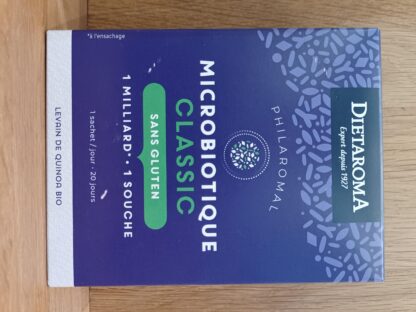 DIETAROMA
Expert depuis 1927
PHILAROMAL
MICROBIOTIQUE
CLASSIC
SANS GLUTEN
1 MILLIARD* • 1 SOUCHE
1 sachet / jour - 20 jours
LEVAIN DE QUINOA BIO
*à l'ensachage